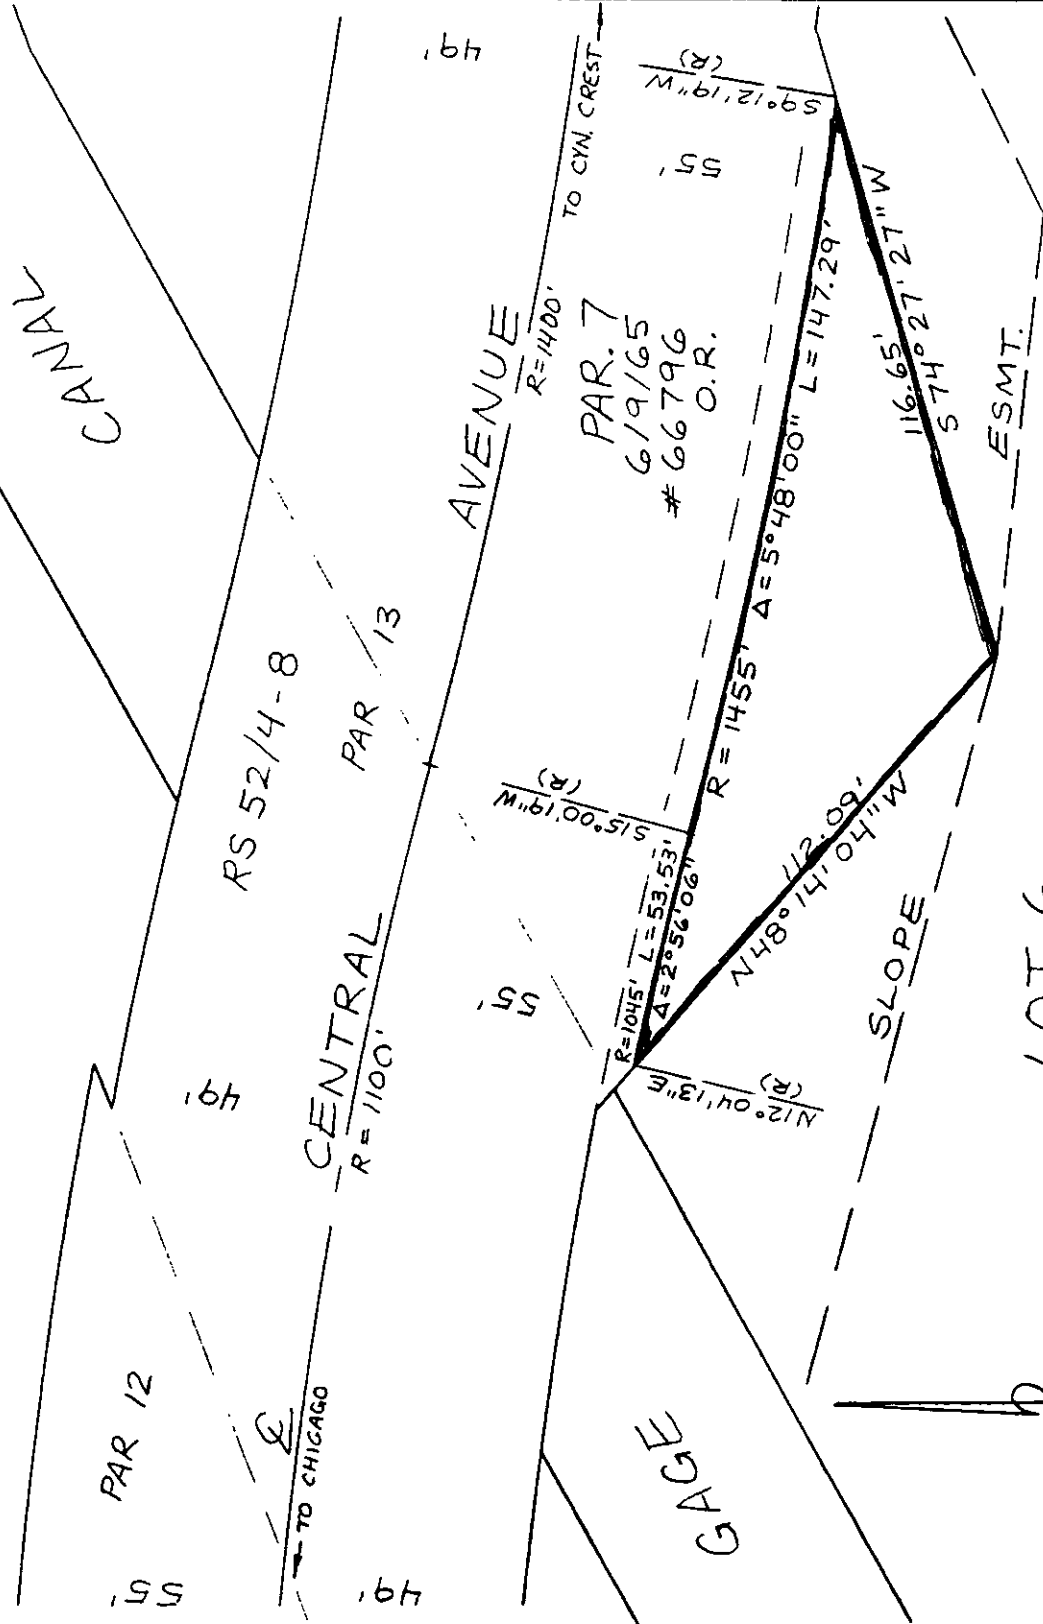 CANAL
49'
TO CYN. CREST
S9°12'19"W
(R)
55'
AVENUE
R=1400'
PAR. 7
6/9/65
#66796
O.R.
R=1455' Δ=5°48'00" L=147.29'
116.65'
S74°27'27"W
ESMT.
RS 52/4-8
PAR 13
S15°00'19"W
(R)
CENTRAL
R=1100'
49'
55'
R=1045' L=53.53'
Δ=2°56'06"
112.09'
N48°14'04"W
N12°04'13"E
(R)
SLOPE
LOT
PAR 12
℄
TO CHICAGO
55'
49'
GAGE